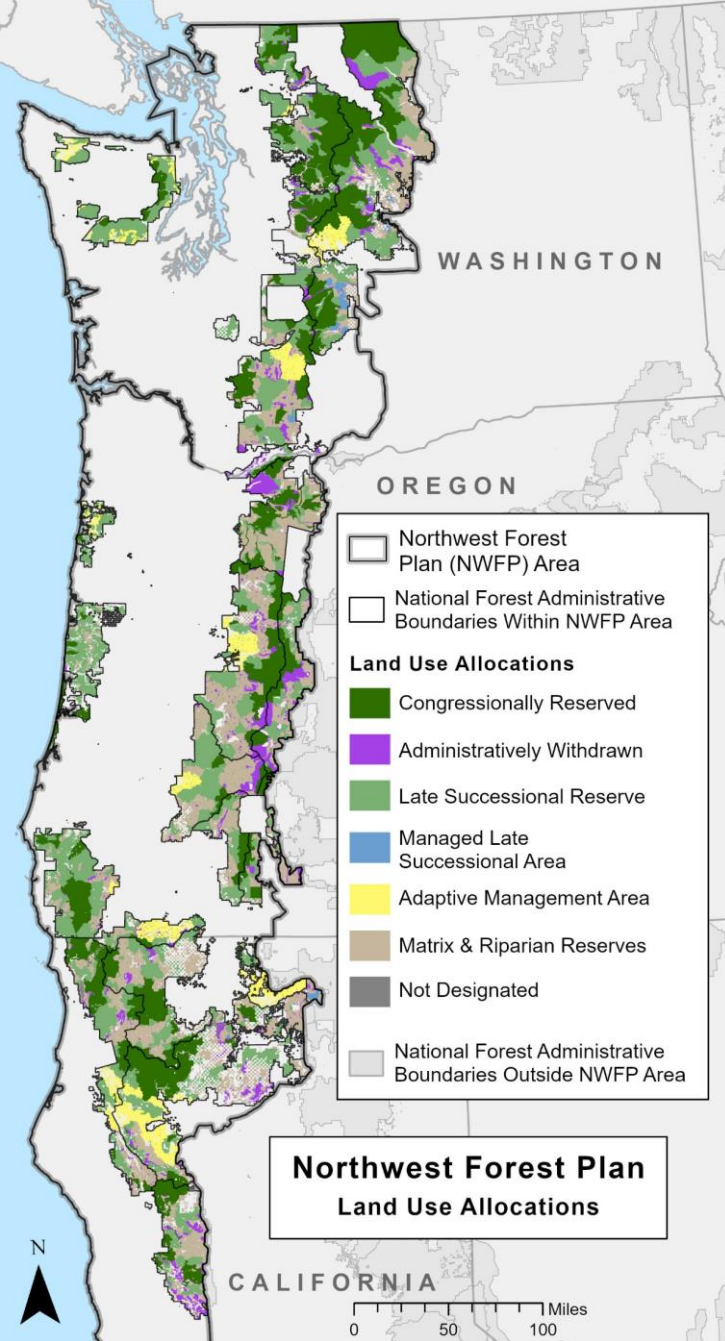 WASHINGTON
OREGON
Northwest Forest
Plan (NWFP) Area
National Forest Administrative
Boundaries Within NWFP Area
Land Use Allocations
Congressionally Reserved
Administratively Withdrawn
Late Successional Reserve
Managed Late
Successional Area
Adaptive Management Area
Matrix & Riparian Reserves
Not Designated
National Forest Administrative
Boundaries Outside NWFP Area
Northwest Forest Plan
Land Use Allocations
N
CALIFORNIA
Miles
0 50 100